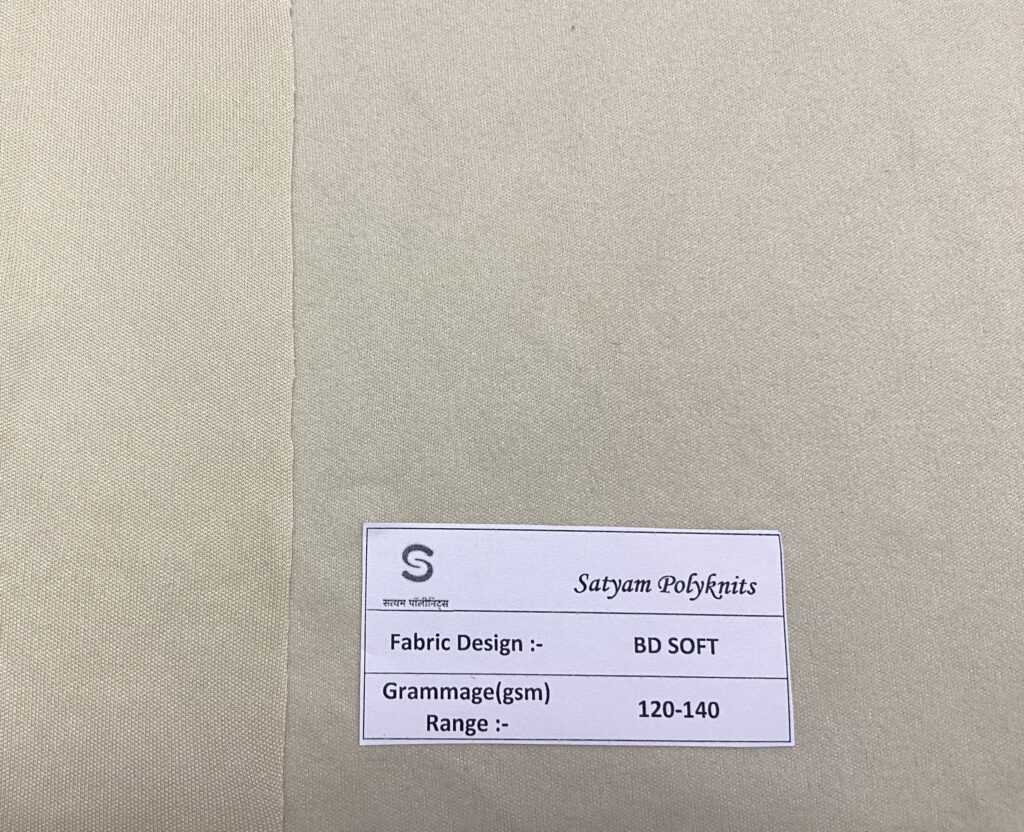 S
सत्यम पॉलीनिट्स
Satyam Polyknits
Fabric Design :- BD SOFT
Grammage(gsm)
Range :- 120-140